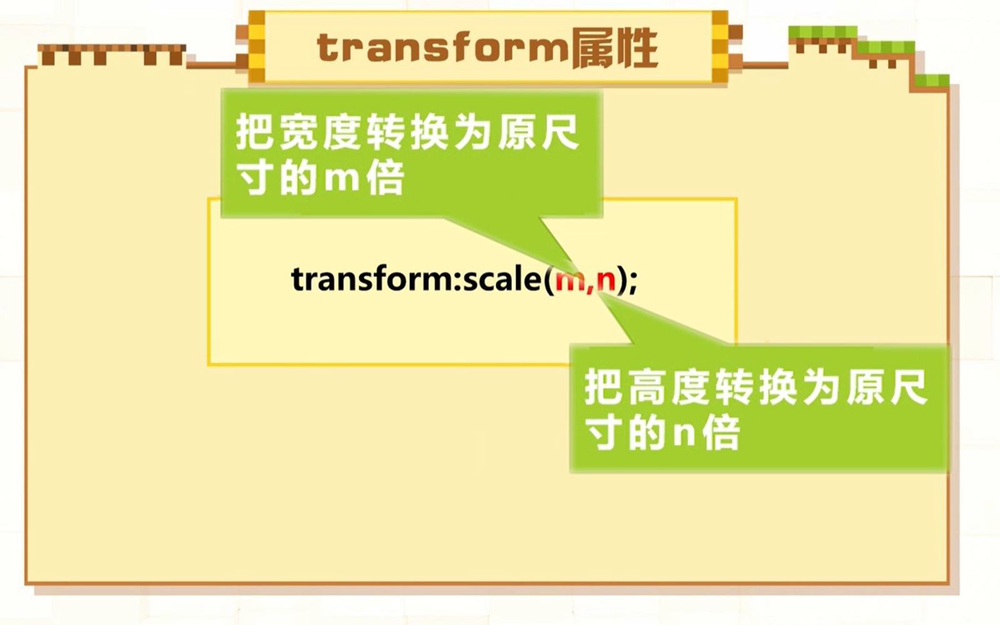 transform属性
把宽度转换为原尺
寸的m倍
transform:scale(m,n);
把高度转换为原尺
寸的n倍